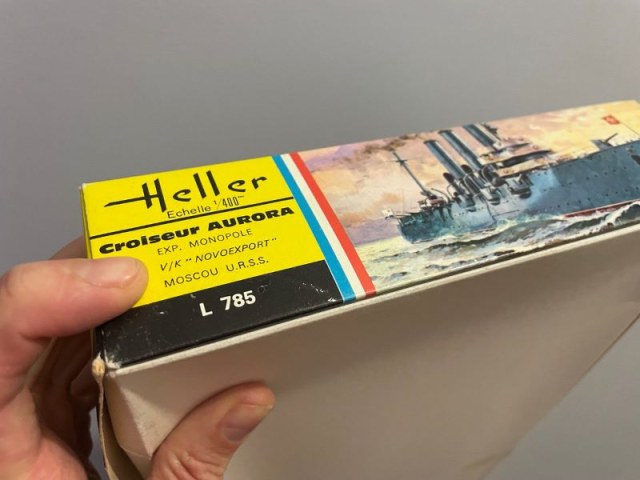 Heller
Echelle 1/400
Croiseur AURORA
EXP. MONOPOLE
V/K "NOVOEXPORT"
MOSCOU U.R.S.S.
L 785